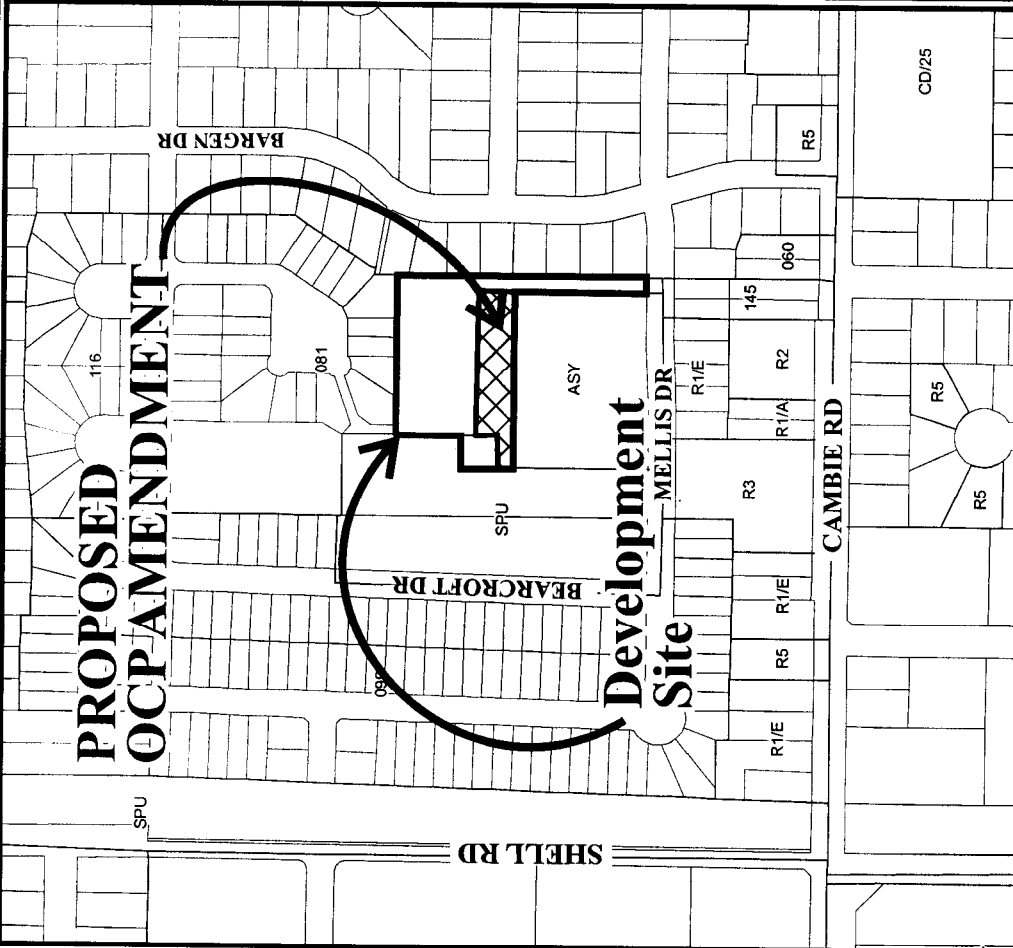 PROPOSED
OCP AMENDMENT
BARGEN DR
CD/25
R5
116
081
060
145
ASY
R1/E
R2
R1/A
MELLIS DR
CAMBIE RD
R5
R5
R3
SPU
BEARCROFT DR
Development
Site
R1/E
R5
R1/E
SPU
SHELL RD